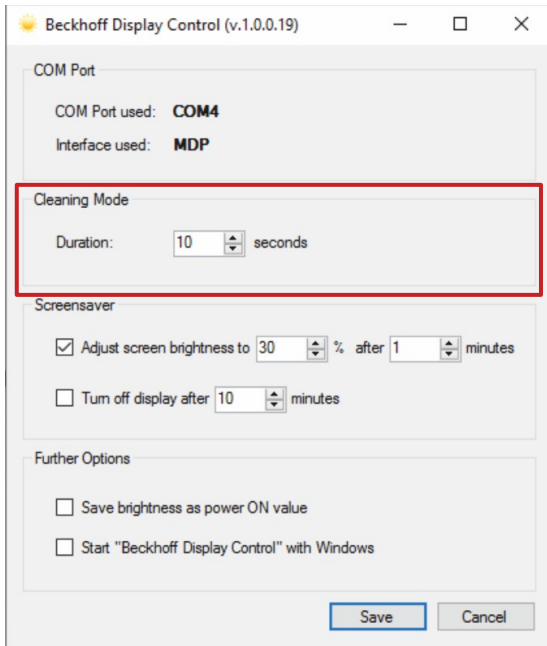 Beckhoff Display Control (v.1.0.0.19)
COM Port
COM Port used: COM4
Interface used: MDP
Cleaning Mode
Duration: 10 seconds
Screensaver
Adjust screen brightness to 30 % after 1 minutes
Turn off display after 10 minutes
Further Options
Save brightness as power ON value
Start "Beckhoff Display Control" with Windows
Save Cancel